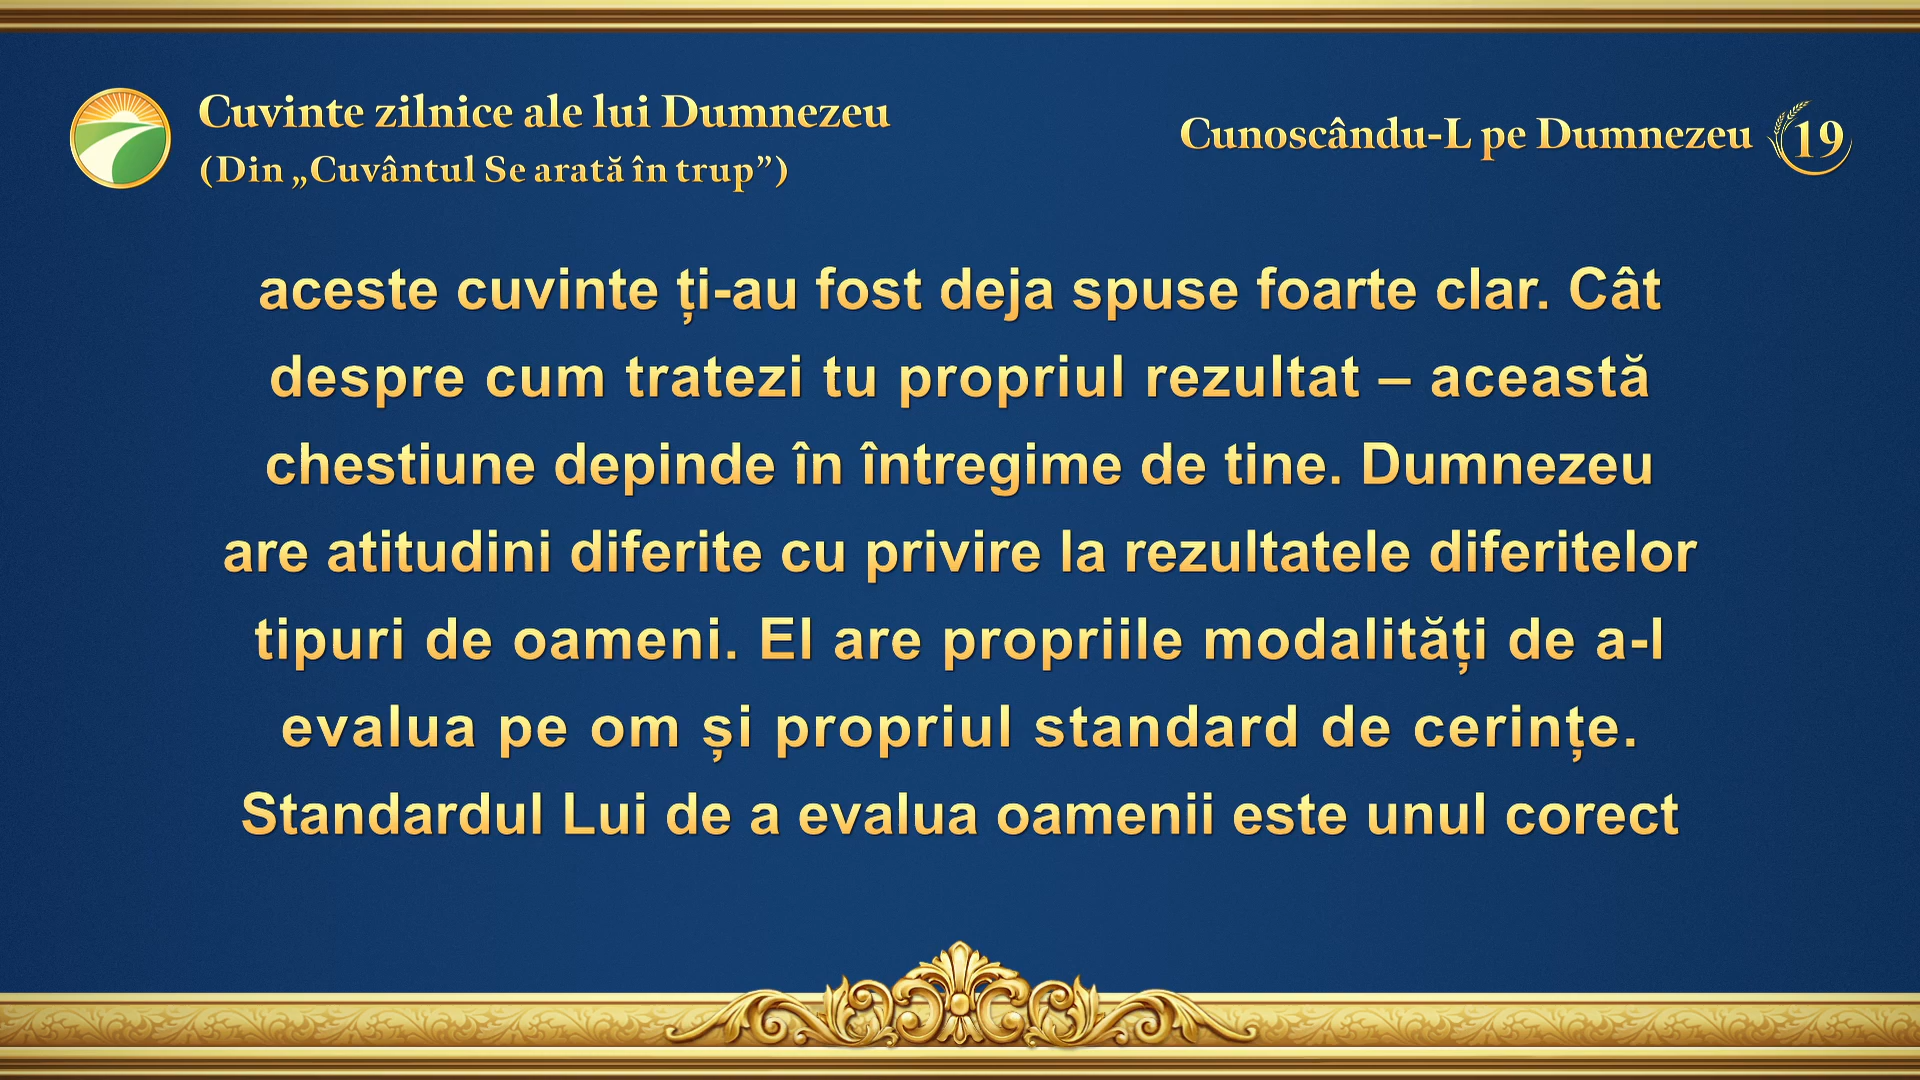 Cuvinte zilnice ale lui Dumnezeu
(Din „Cuvântul Se arată în trup”)
Cunoscându-L pe Dumnezeu 19
aceste cuvinte ți-au fost deja spuse foarte clar. Cât
despre cum tratezi tu propriul rezultat – această
chestiune depinde în întregime de tine. Dumnezeu
are atitudini diferite cu privire la rezultatele diferitelor
tipuri de oameni. El are propriile modalități de a-l
evalua pe om și propriul standard de cerințe.
Standardul Lui de a evalua oamenii este unul corect